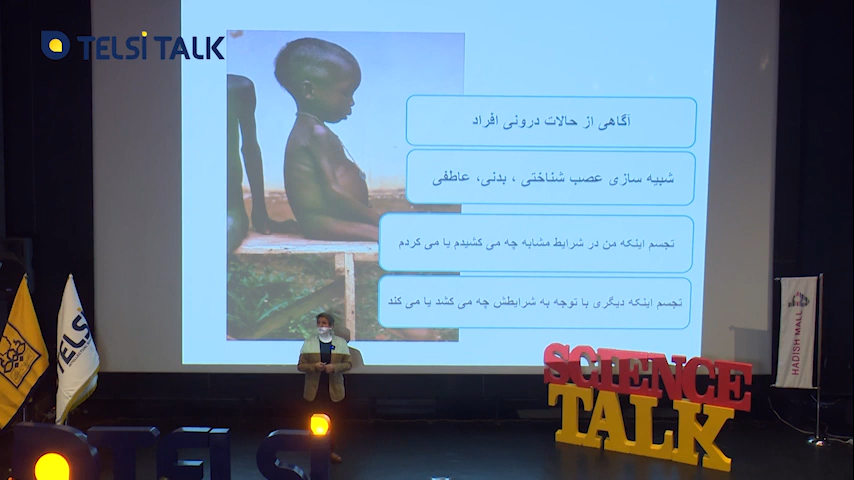 TELSI TALK
آگاهی از حالات درونی افراد
شبیه سازی عصب شناختی ، بدنی، عاطفی
تجسم اینکه من در شرایط مشابه چه می کشیدم یا می کردم
تجسم اینکه دیگری با توجه به شرایطش چه می کشد یا می کند
TELSI
HADISH MALL
SCIENCE
TALK
TELSI